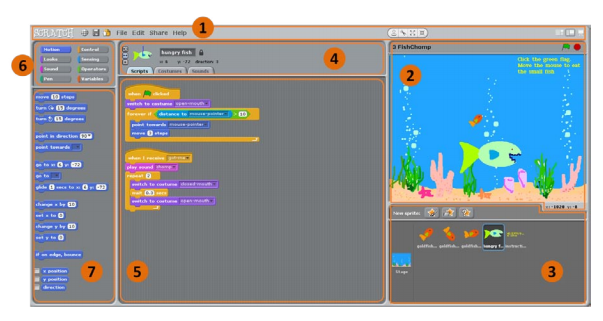 SCRATCH File Edit Share Help
1
hungry fish
x: 6 y: -72 direction: 1
Scripts Costumes Sounds
4
3 FishChomp
Click the green flag.
Move the mouse to eat
the small fish
2
6
Motion Control
Looks Sensing
Sound Operators
Pen Variables
move 10 steps
turn 15 degrees
turn 15 degrees
point in direction 90
point towards
go to x: 6 y: -72
go to
glide 1 secs to x: 6 y: -72
change x by 10
set x to 0
change y by 10
set y to 0
if on edge, bounce
x position
y position
direction
7
when clicked
switch to costume open-mouth
forever if distance to mouse-pointer > 10
point towards mouse-pointer
move 3 steps
when I receive
play sound chomp
repeat 2
switch to costume closed-mouth
wait 0.3 secs
switch to costume open-mouth
5
New sprite:
goldfish... goldfish... goldfish... hungry f... instructi...
Stage
3